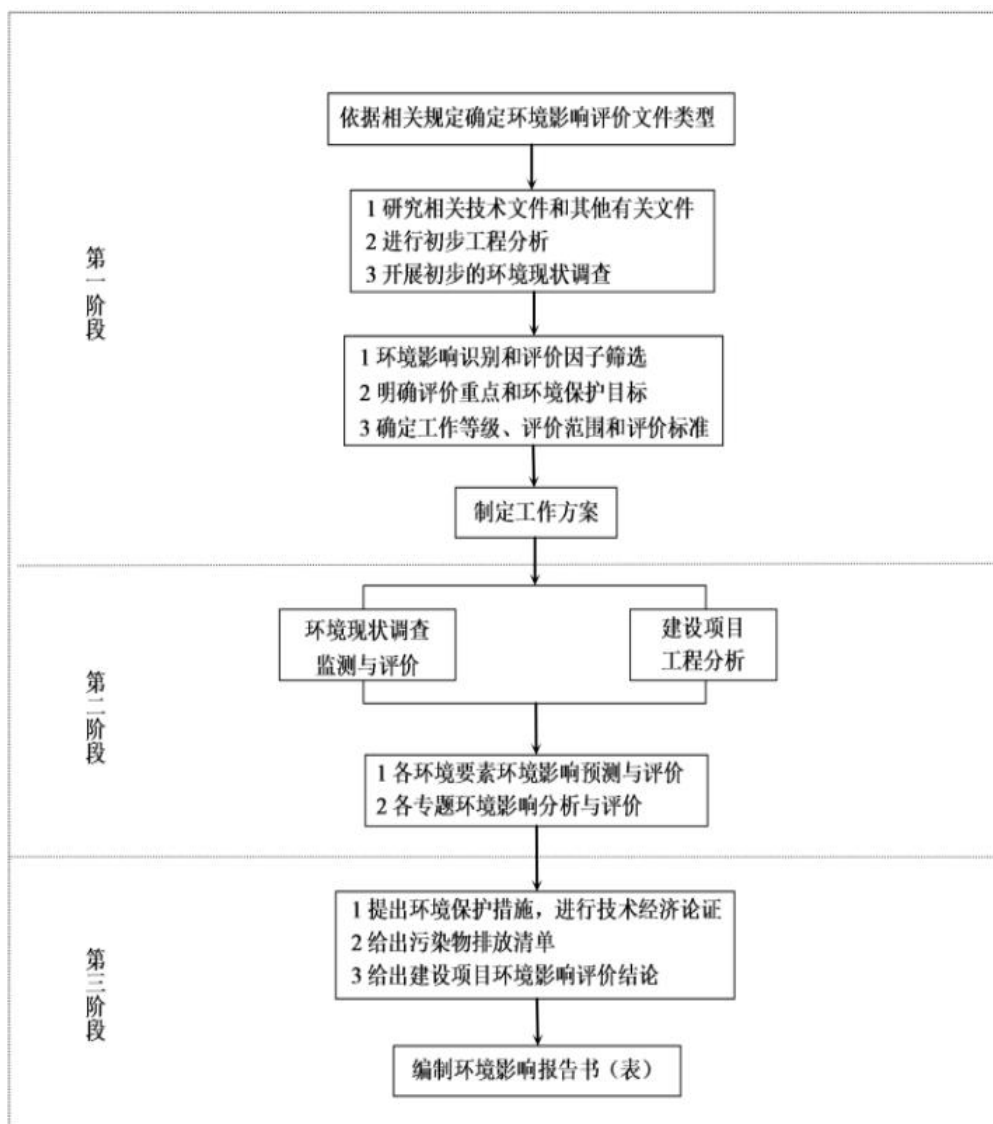 依据相关规定确定环境影响评价文件类型
1 研究相关技术文件和其他有关文件
2 进行初步工程分析
3 开展初步的环境现状调查
第一阶段
1 环境影响识别和评价因子筛选
2 明确评价重点和环境保护目标
3 确定工作等级、评价范围和评价标准
制定工作方案
环境现状调查
监测与评价
建设项目
工程分析
第二阶段
1 各环境要素环境影响预测与评价
2 各专题环境影响分析与评价
1 提出环境保护措施，进行技术经济论证
2 给出污染物排放清单
3 给出建设项目环境影响评价结论
第三阶段
编制环境影响报告书（表）